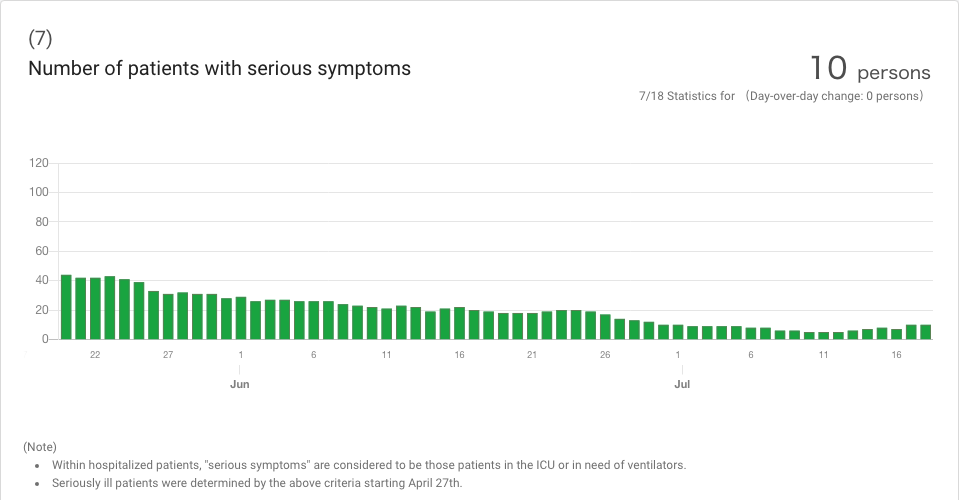 (7)
Number of patients with serious symptoms
10 persons
7/18 Statistics for (Day-over-day change: 0 persons)
120
100
80
60
40
20
0
22 27 1 6 11 16 21 26 1 6 11 16
Jun Jul
(Note)
• Within hospitalized patients, "serious symptoms" are considered to be those patients in the ICU or in need of ventilators.
• Seriously ill patients were determined by the above criteria starting April 27th.